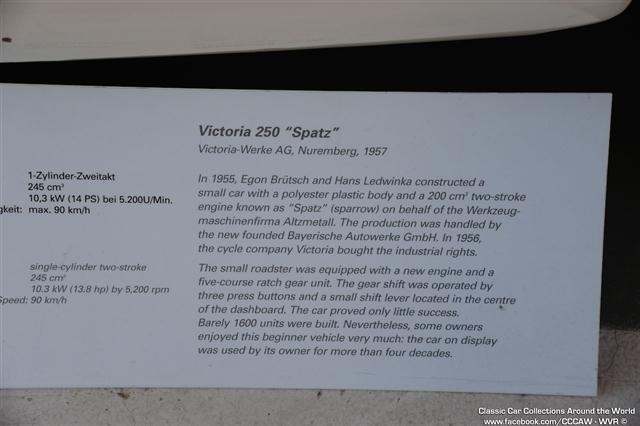 Victoria 250 “Spatz”
Victoria-Werke AG, Nuremberg, 1957
1-Zylinder-Zweitakt
245 cm³
10,3 kW (14 PS) bei 5.200U/Min.
gkeit: max. 90 km/h
In 1955, Egon Brütsch and Hans Ledwinka constructed a
small car with a polyester plastic body and a 200 cm³ two-stroke
engine known as “Spatz” (sparrow) on behalf of the Werkzeug-
maschinenfirma Altzmetall. The production was handled by
the new founded Bayerische Autowerke GmbH. In 1956,
the cycle company Victoria bought the industrial rights.
single-cylinder two-stroke
245 cm³
10.3 kW (13.8 hp) by 5,200 rpm
Speed: 90 km/h
The small roadster was equipped with a new engine and a
five-course ratch gear unit. The gear shift was operated by
three press buttons and a small shift lever located in the centre
of the dashboard. The car proved only little success.
Barely 1600 units were built. Nevertheless, some owners
enjoyed this beginner vehicle very much: the car on display
was used by its owner for more than four decades.
Classic Car Collections Around the World
www.facebook.com/CCCAW - WVR ©